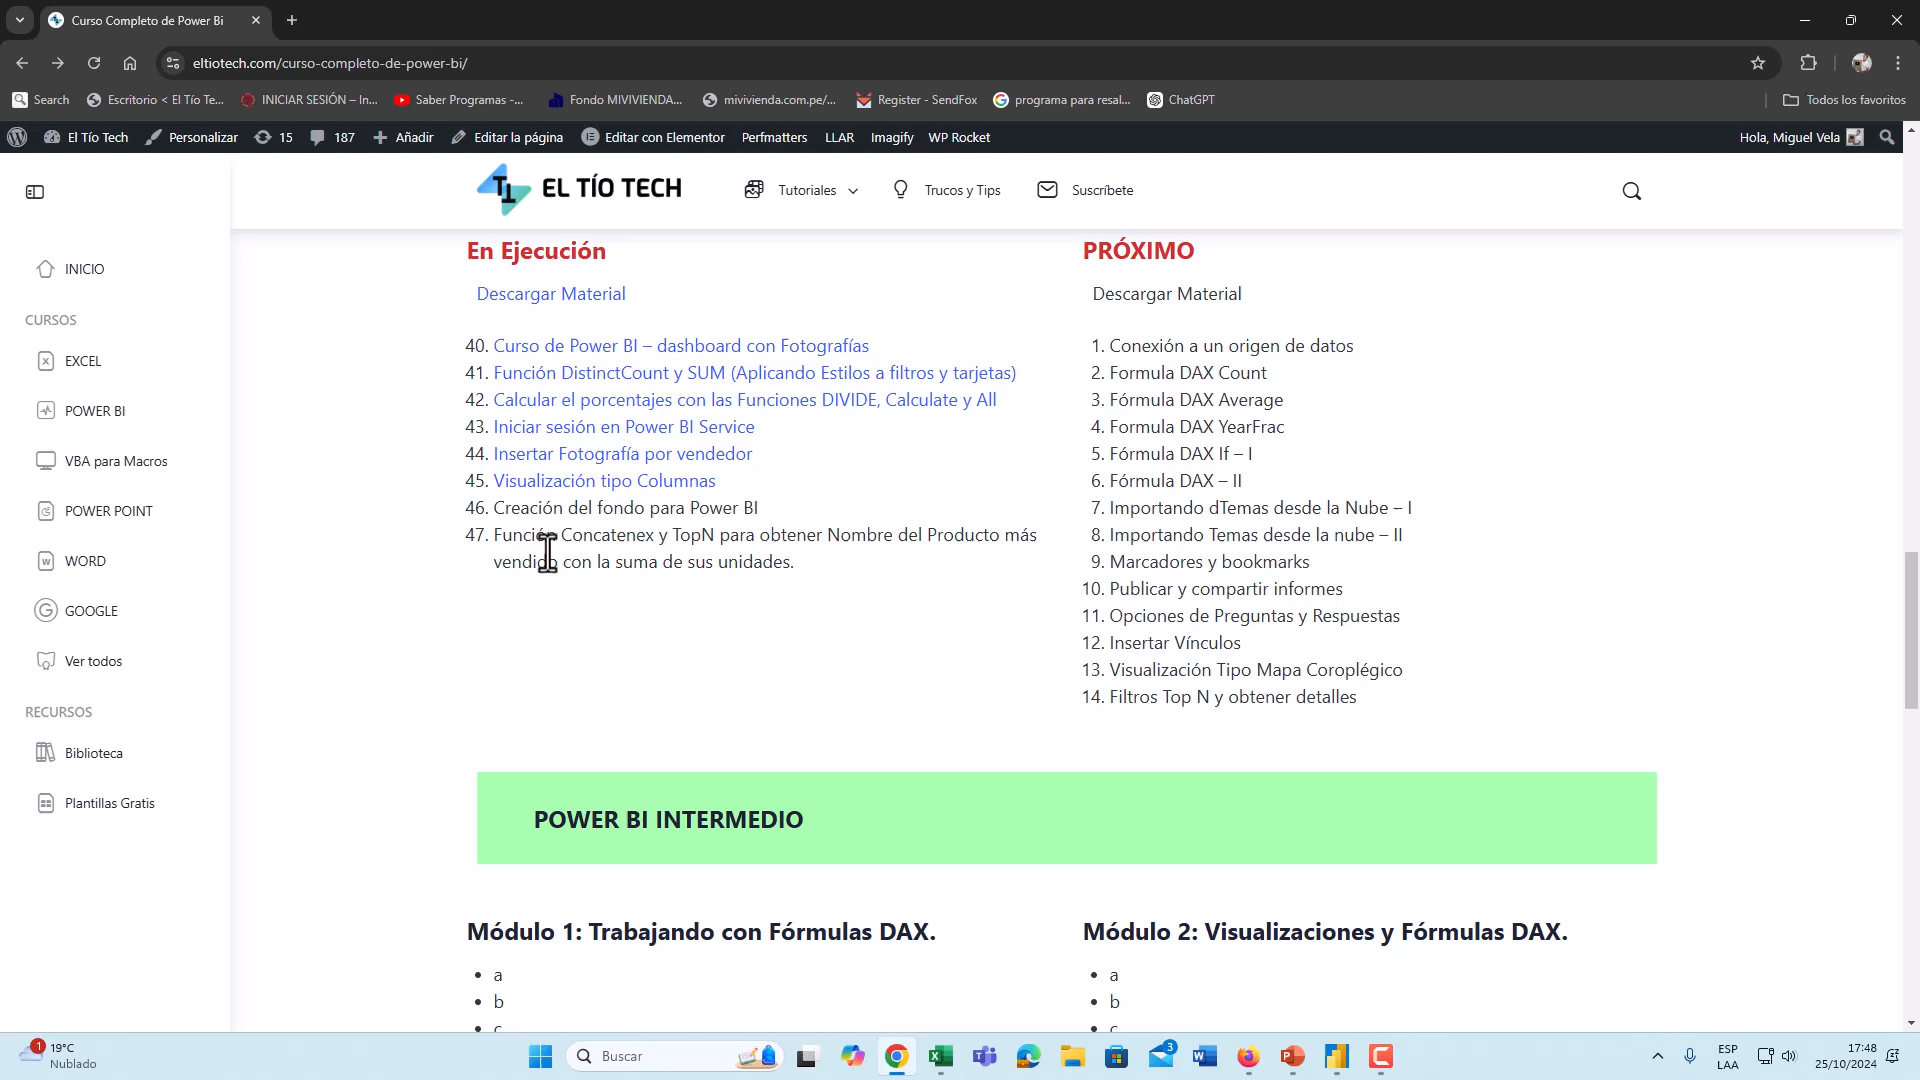 Curso Completo de Power Bi
eltiotech.com/curso-completo-de-power-bi/
Search
Escritorio < El Tío Te...
INICIAR SESIÓN – In...
Saber Programas -...
Fondo MIVIVIENDA...
mivivienda.com.pe/...
Register - SendFox
programa para resal...
ChatGPT
Todos los favoritos
El Tío Tech
Personalizar
15
187
Añadir
Editar la página
Editar con Elementor
Perfmatters
LLAR
Imagify
WP Rocket
Hola, Miguel Vela
EL TÍO TECH
Tutoriales
Trucos y Tips
Suscríbete
INICIO
CURSOS
EXCEL
POWER BI
VBA para Macros
POWER POINT
WORD
GOOGLE
Ver todos
RECURSOS
Biblioteca
Plantillas Gratis
En Ejecución
Descargar Material
40. Curso de Power BI – dashboard con Fotografías
41. Función DistinctCount y SUM (Aplicando Estilos a filtros y tarjetas)
42. Calcular el porcentajes con las Funciones DIVIDE, Calculate y All
43. Iniciar sesión en Power BI Service
44. Insertar Fotografía por vendedor
45. Visualización tipo Columnas
46. Creación del fondo para Power BI
47. Función Concatenex y TopN para obtener Nombre del Producto más
vendido con la suma de sus unidades.
PRÓXIMO
Descargar Material
1. Conexión a un origen de datos
2. Formula DAX Count
3. Fórmula DAX Average
4. Formula DAX YearFrac
5. Fórmula DAX If – I
6. Fórmula DAX – II
7. Importando dTemas desde la Nube – I
8. Importando Temas desde la nube – II
9. Marcadores y bookmarks
10. Publicar y compartir informes
11. Opciones de Preguntas y Respuestas
12. Insertar Vínculos
13. Visualización Tipo Mapa Coroplégico
14. Filtros Top N y obtener detalles
POWER BI INTERMEDIO
Módulo 1: Trabajando con Fórmulas DAX.
• a
• b
• c
Módulo 2: Visualizaciones y Fórmulas DAX.
• a
• b
• c
1
19°C
Nublado
Buscar
3
ESP
LAA
17:48
25/10/2024